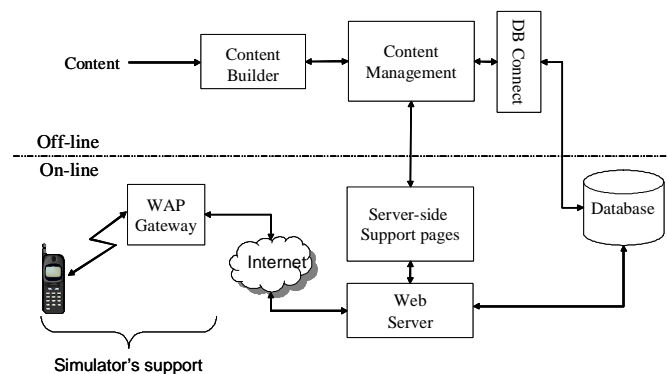 Content
Content
Builder
Content
Management
DB Connect
Off-line
On-line
WAP
Gateway
Internet
Server-side
Support pages
Database
Web
Server
Simulator's support